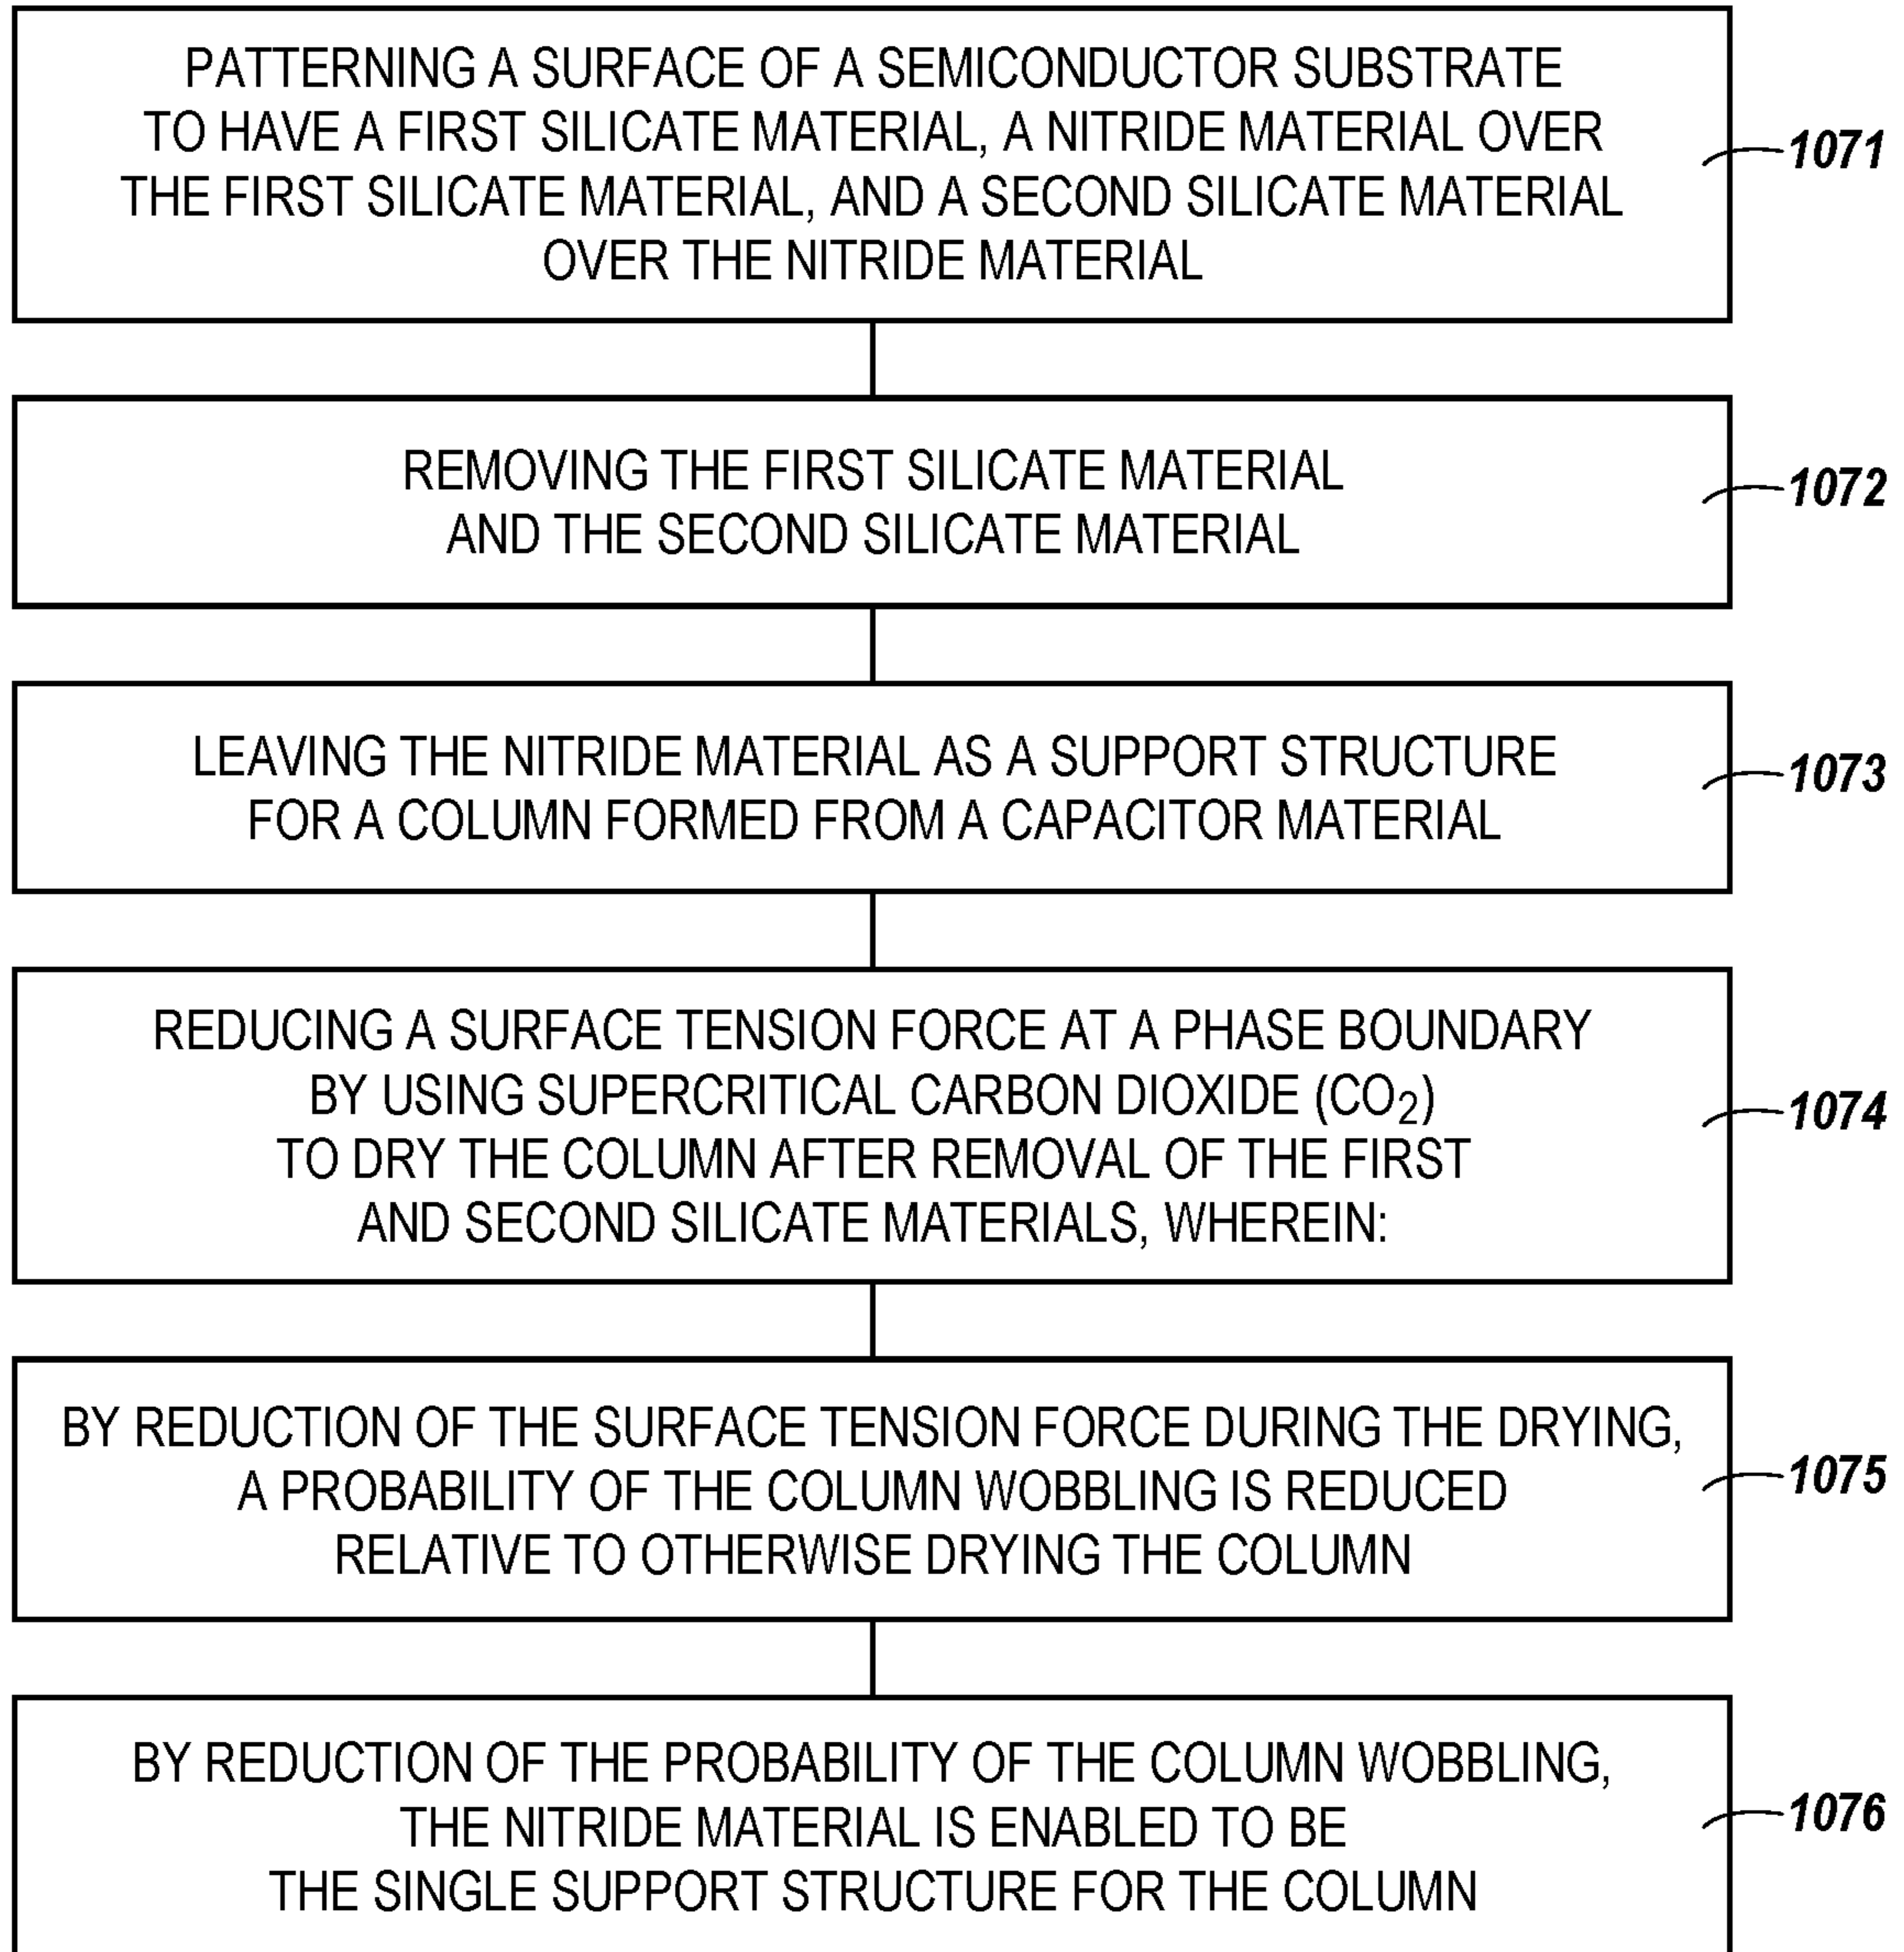 PATTERNING A SURFACE OF A SEMICONDUCTOR SUBSTRATE
TO HAVE A FIRST SILICATE MATERIAL, A NITRIDE MATERIAL OVER
THE FIRST SILICATE MATERIAL, AND A SECOND SILICATE MATERIAL
OVER THE NITRIDE MATERIAL
1071
REMOVING THE FIRST SILICATE MATERIAL
AND THE SECOND SILICATE MATERIAL
1072
LEAVING THE NITRIDE MATERIAL AS A SUPPORT STRUCTURE
FOR A COLUMN FORMED FROM A CAPACITOR MATERIAL
1073
REDUCING A SURFACE TENSION FORCE AT A PHASE BOUNDARY
BY USING SUPERCRITICAL CARBON DIOXIDE (CO₂)
TO DRY THE COLUMN AFTER REMOVAL OF THE FIRST
AND SECOND SILICATE MATERIALS, WHEREIN:
1074
BY REDUCTION OF THE SURFACE TENSION FORCE DURING THE DRYING,
A PROBABILITY OF THE COLUMN WOBBLING IS REDUCED
RELATIVE TO OTHERWISE DRYING THE COLUMN
1075
BY REDUCTION OF THE PROBABILITY OF THE COLUMN WOBBLING,
THE NITRIDE MATERIAL IS ENABLED TO BE
THE SINGLE SUPPORT STRUCTURE FOR THE COLUMN
1076